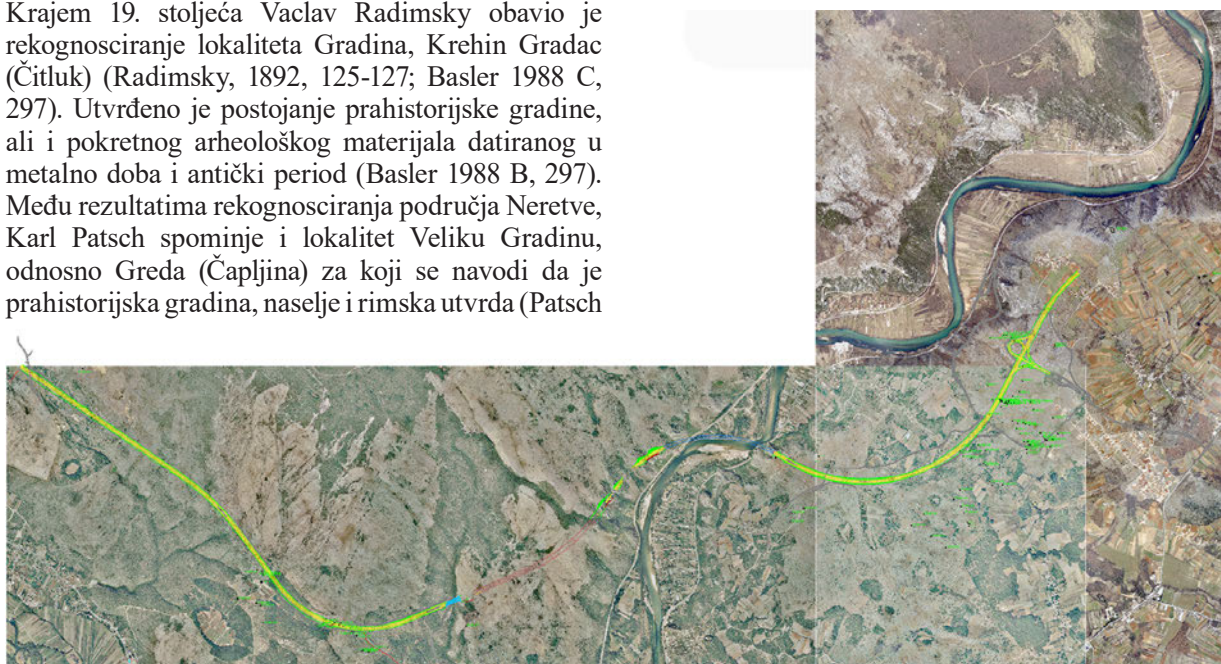 Krajem 19. stoljeća Vaclav Radimsky obavio je
rekognosciranje lokaliteta Gradina, Krehin Gradac
(Čitluk) (Radimsky, 1892, 125-127; Basler 1988 C,
297). Utvrđeno je postojanje prahistorijske gradine,
ali i pokretnog arheološkog materijala datiranog u
metalno doba i antički period (Basler 1988 B, 297).
Među rezultatima rekognosciranja područja Neretve,
Karl Patsch spominje i lokalitet Veliku Gradinu,
odnosno Greda (Čapljina) za koji se navodi da je
prahistorijska gradina, naselje i rimska utvrda (Patsch